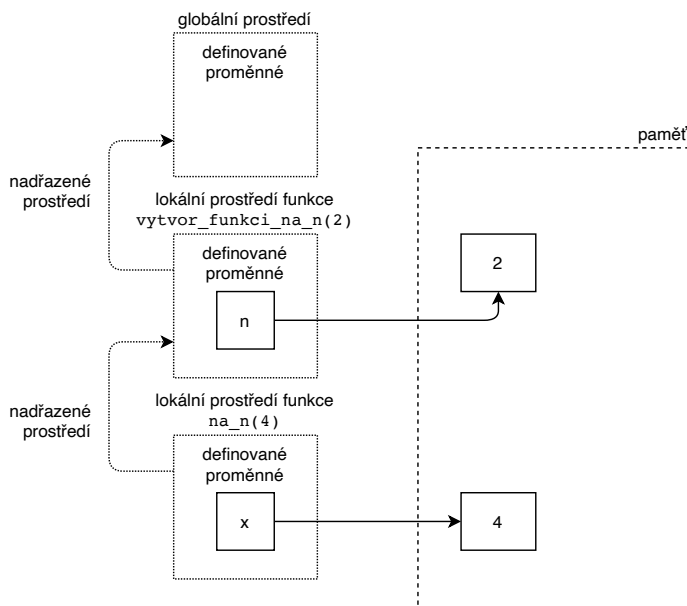 globální prostředí
definované
proměnné
paměť
nadřazené
prostředí
lokální prostředí funkce
vytvor_funkci_na_n(2)
definované
proměnné
2
n
nadřazené
prostředí
lokální prostředí funkce
na_n(4)
definované
proměnné
x
4